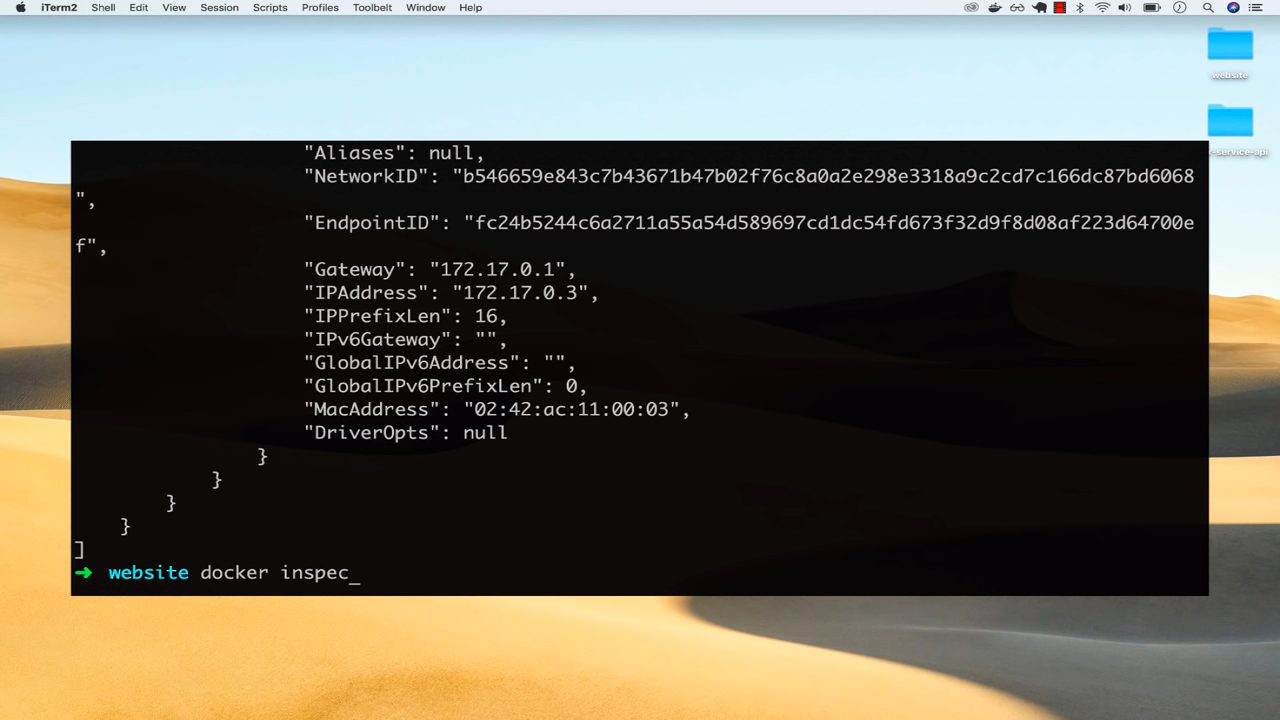 iTerm2 Shell Edit View Session Scripts Profiles Toolbelt Window Help
website
-service-api
"Aliases": null,
"NetworkID": "b546659e843c7b43671b47b02f76c8a0a2e298e3318a9c2cd7c166dc87bd6068
",
"EndpointID": "fc24b5244c6a2711a55a54d589697cd1dc54fd673f32d9f8d08af223d64700e
f",
"Gateway": "172.17.0.1",
"IPAddress": "172.17.0.3",
"IPPrefixLen": 16,
"IPv6Gateway": "",
"GlobalIPv6Address": "",
"GlobalIPv6PrefixLen": 0,
"MacAddress": "02:42:ac:11:00:03",
"DriverOpts": null
}
}
}
}
]
➜ website docker inspec_